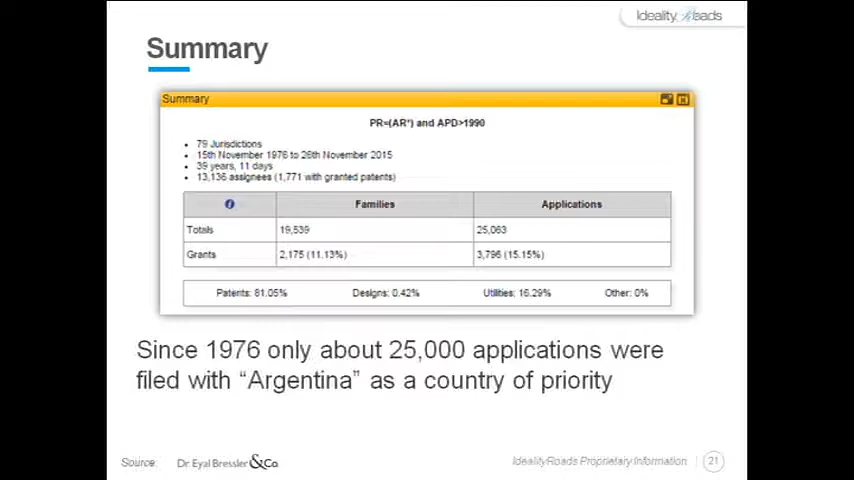 IdealityRoads
Summary
Summary
PR=(AR*) and APD>1990
79 Jurisdictions
15th November 1976 to 26th November 2015
39 years, 11 days
13,136 assignees (1,771 with granted patents)
Families Applications
Totals 19,539 25,063
Grants 2,175 (11.13%) 3,796 (15.15%)
Patents: 81.05% Designs: 0.42% Utilities: 16.29% Other: 0%
Since 1976 only about 25,000 applications were
filed with “Argentina” as a country of priority
Source: Dr. Eyal Bressler & Co IdealityRoads Proprietary Information 21